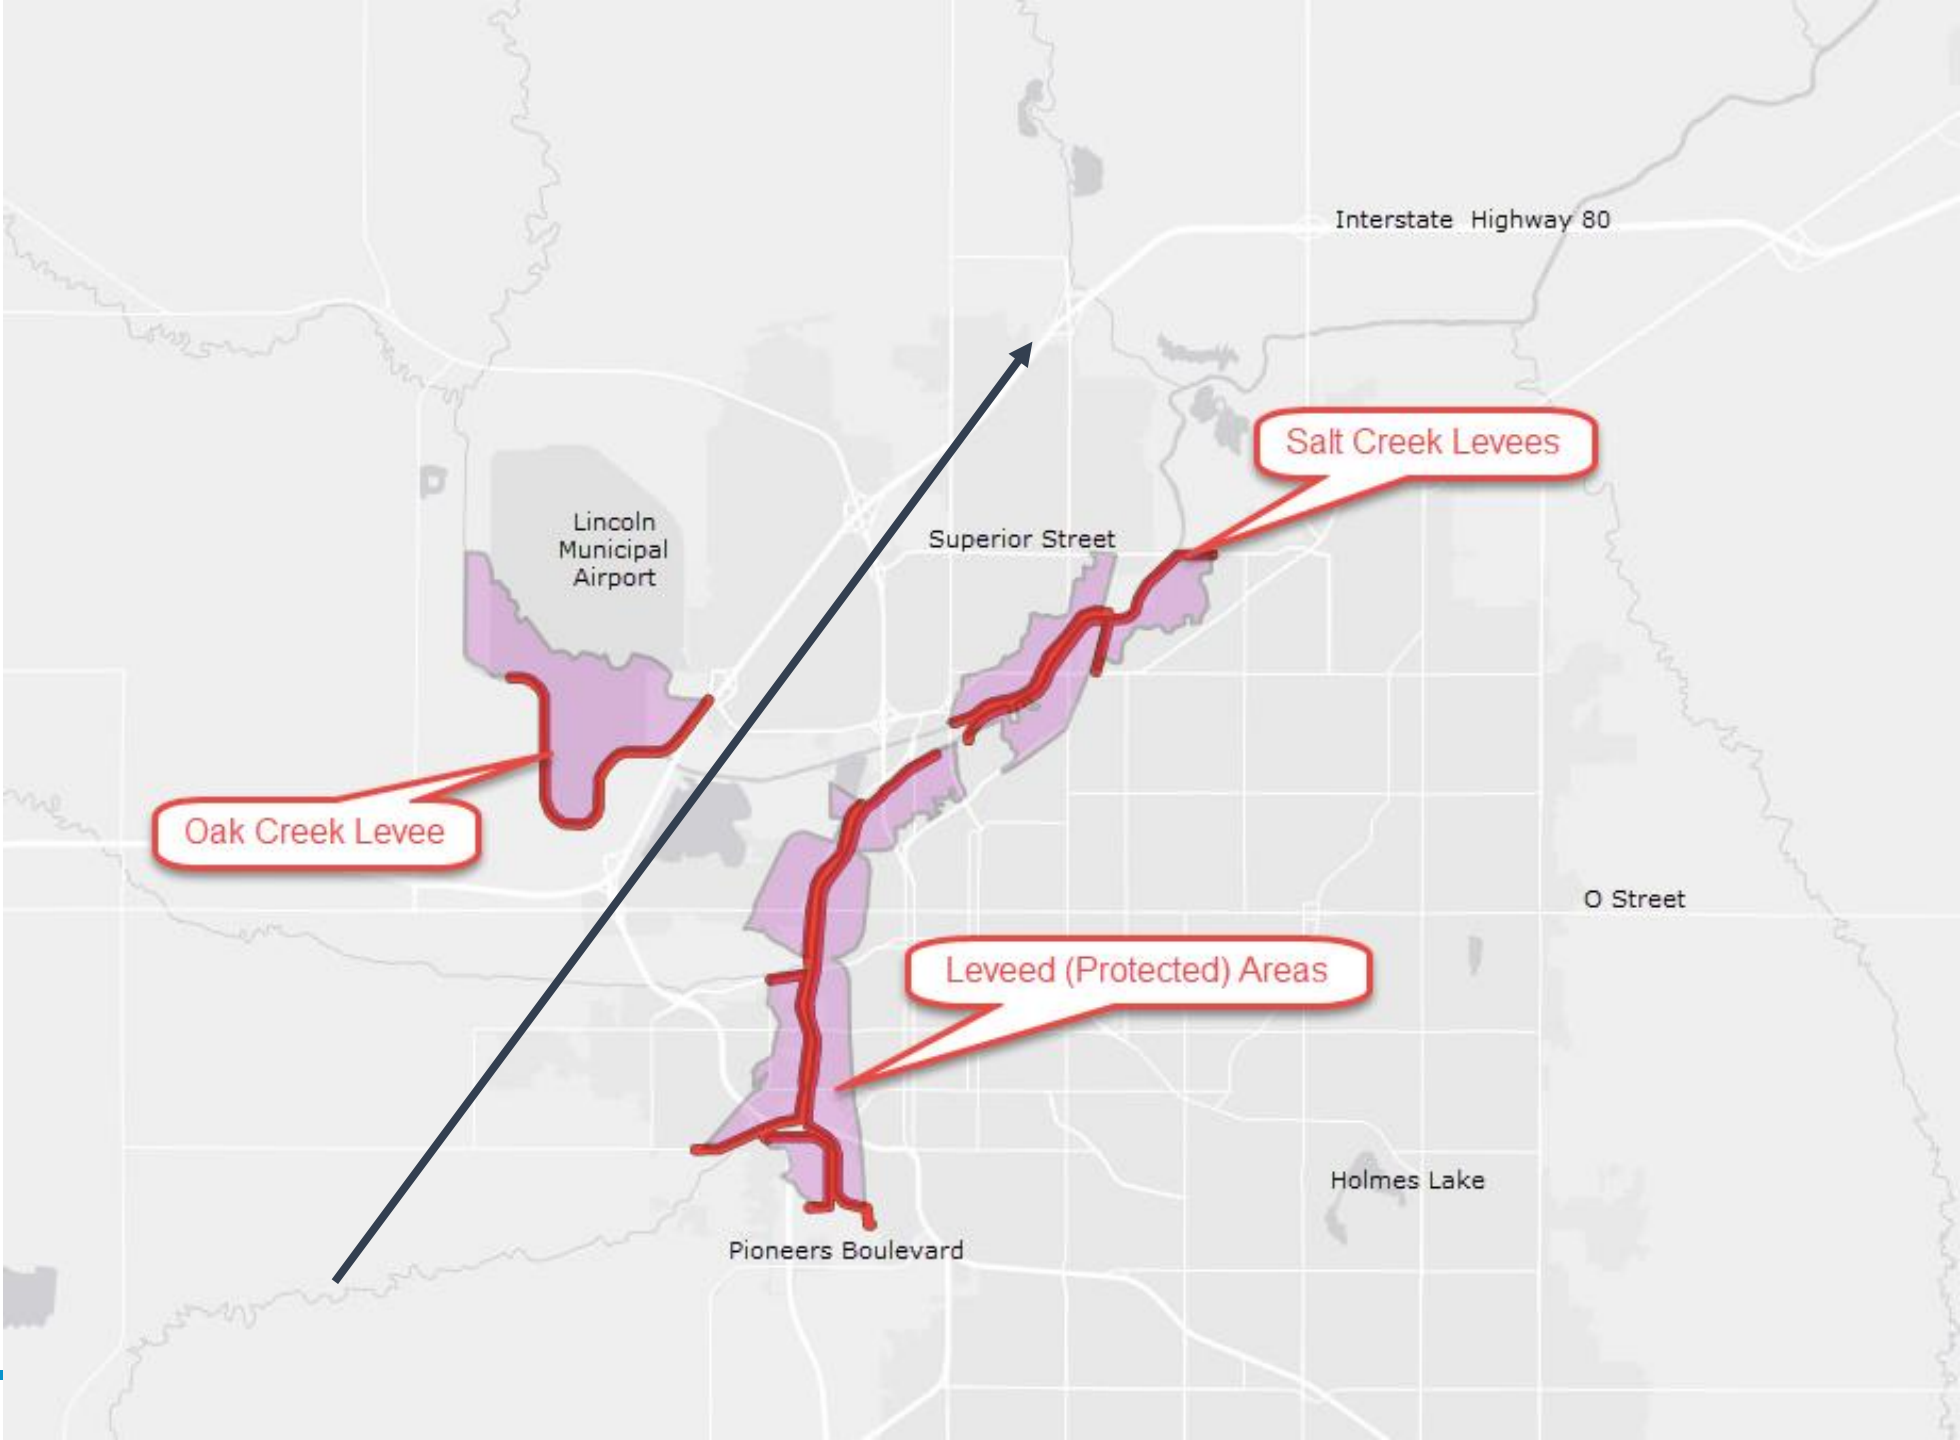 Interstate  Highway 80
Salt Creek Levees
Lincoln
Municipal
Airport
Superior Street
Oak Creek Levee
O Street
Leveed (Protected) Areas
Holmes Lake
Pioneers Boulevard